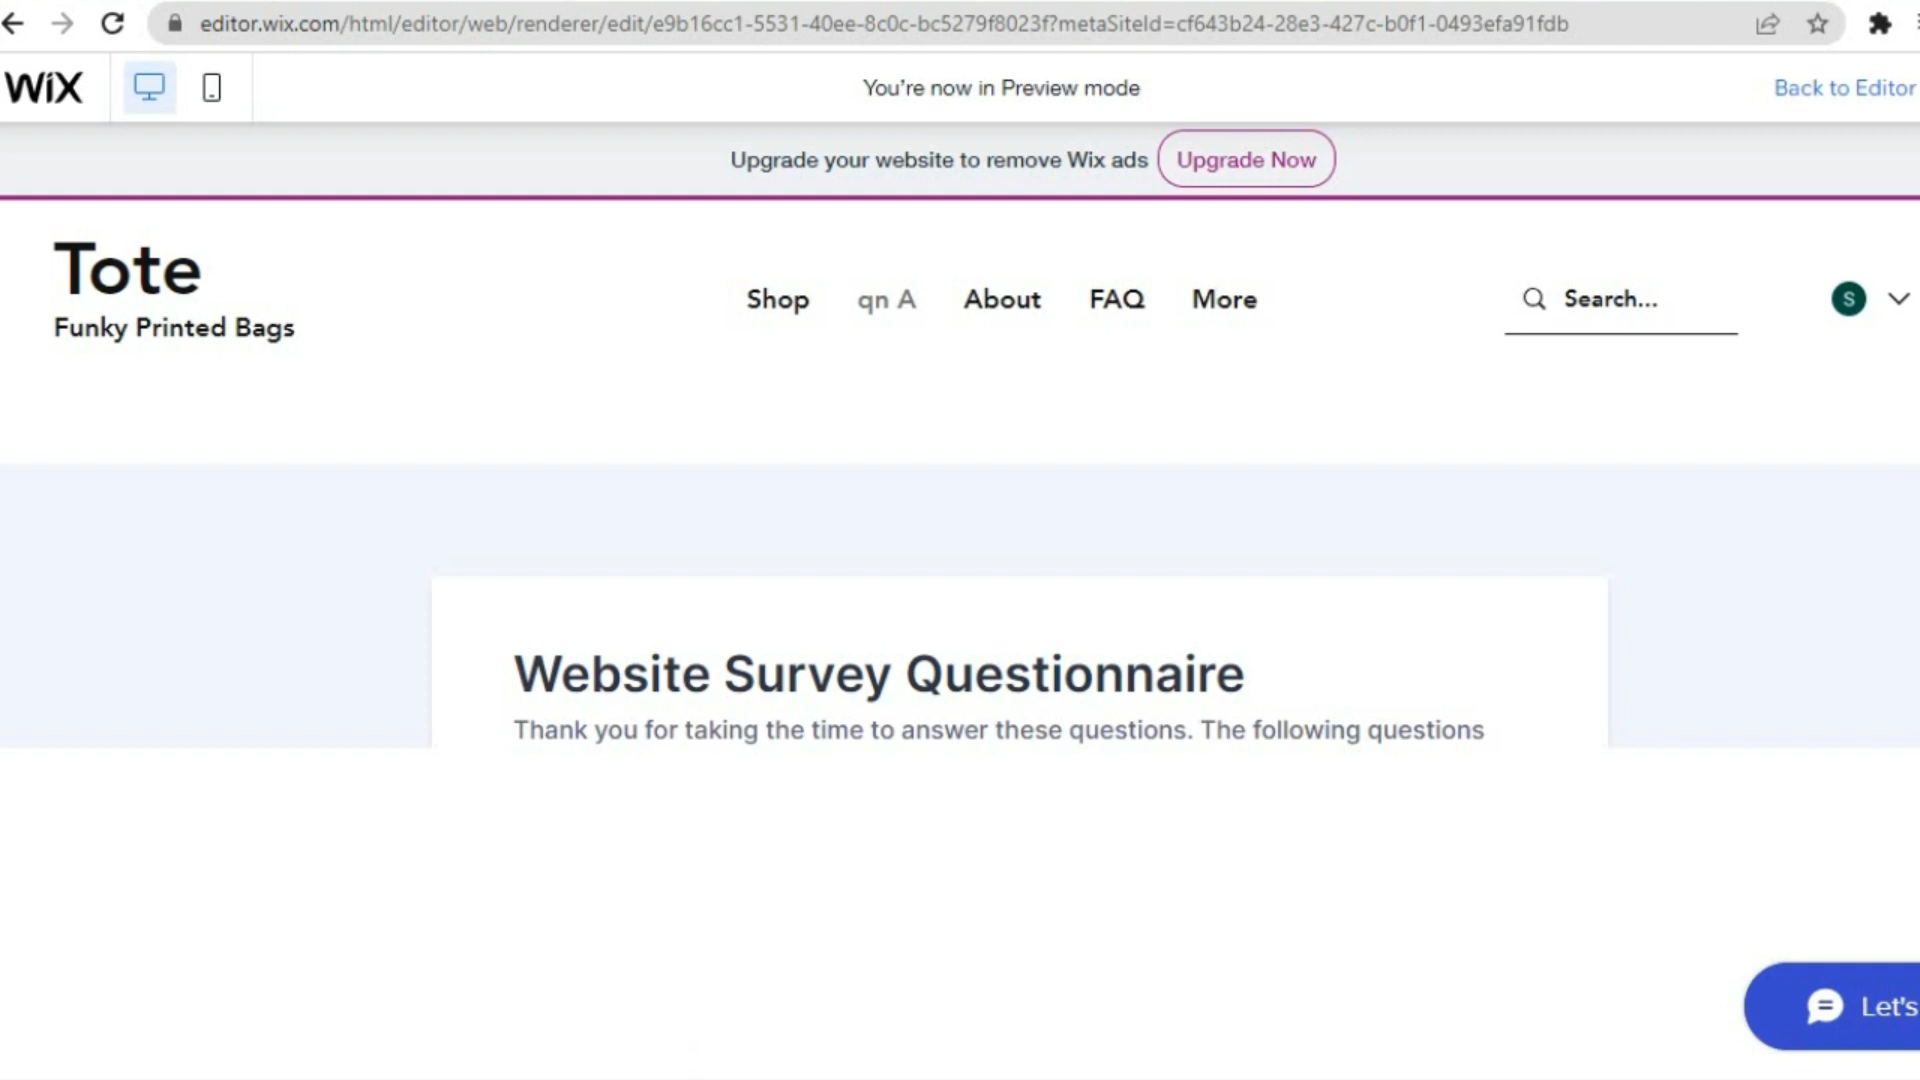 editor.wix.com/html/editor/web/renderer/edit/e9b16cc1-5531-40ee-8c0c-bc5279f8023f?metaSiteId=cf643b24-28e3-427c-b0f1-0493efa91fdb
WiX
You're now in Preview mode
Back to Editor
Upgrade your website to remove Wix ads
Upgrade Now
Tote
Funky Printed Bags
Shop
qn A
About
FAQ
More
Search...
S
Website Survey Questionnaire
Thank you for taking the time to answer these questions. The following questions
Let's